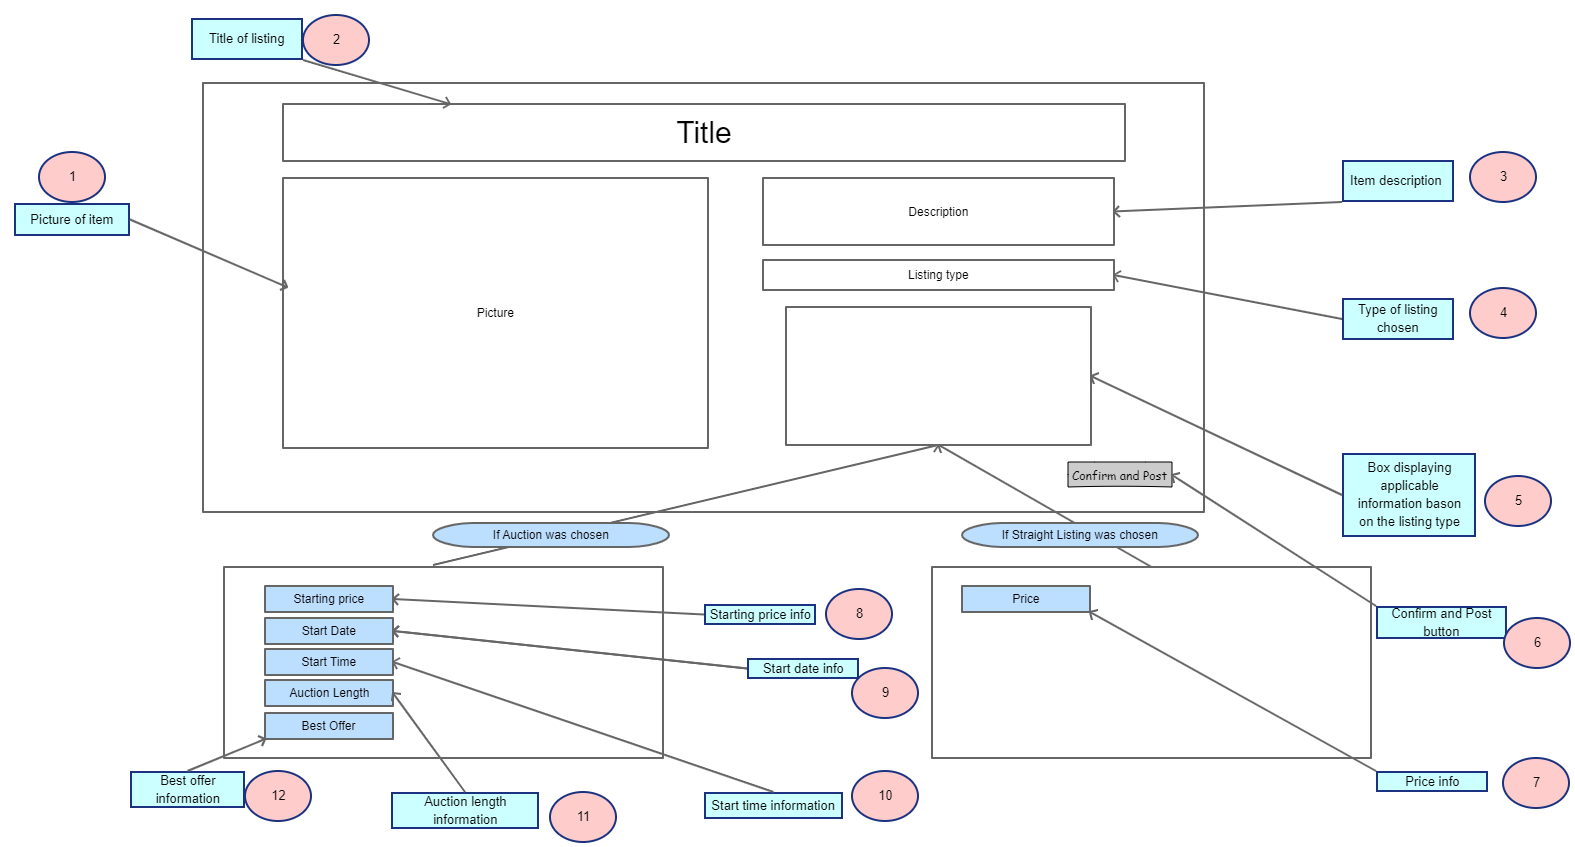 Title of listing
2
Title
1
Picture of item
Item description
3
Description
Listing type
Type of listing
chosen
4
Picture
Box displaying
applicable
information bason
on the listing type
5
Confirm and Post
If Auction was chosen
If Straight Listing was chosen
Starting price
Start Date
Start Time
Auction Length
Best Offer
Starting price info
8
Start date info
9
Price
Confirm and Post
button
6
Best offer
information
12
Auction length
information
11
Start time information
10
Price info
7